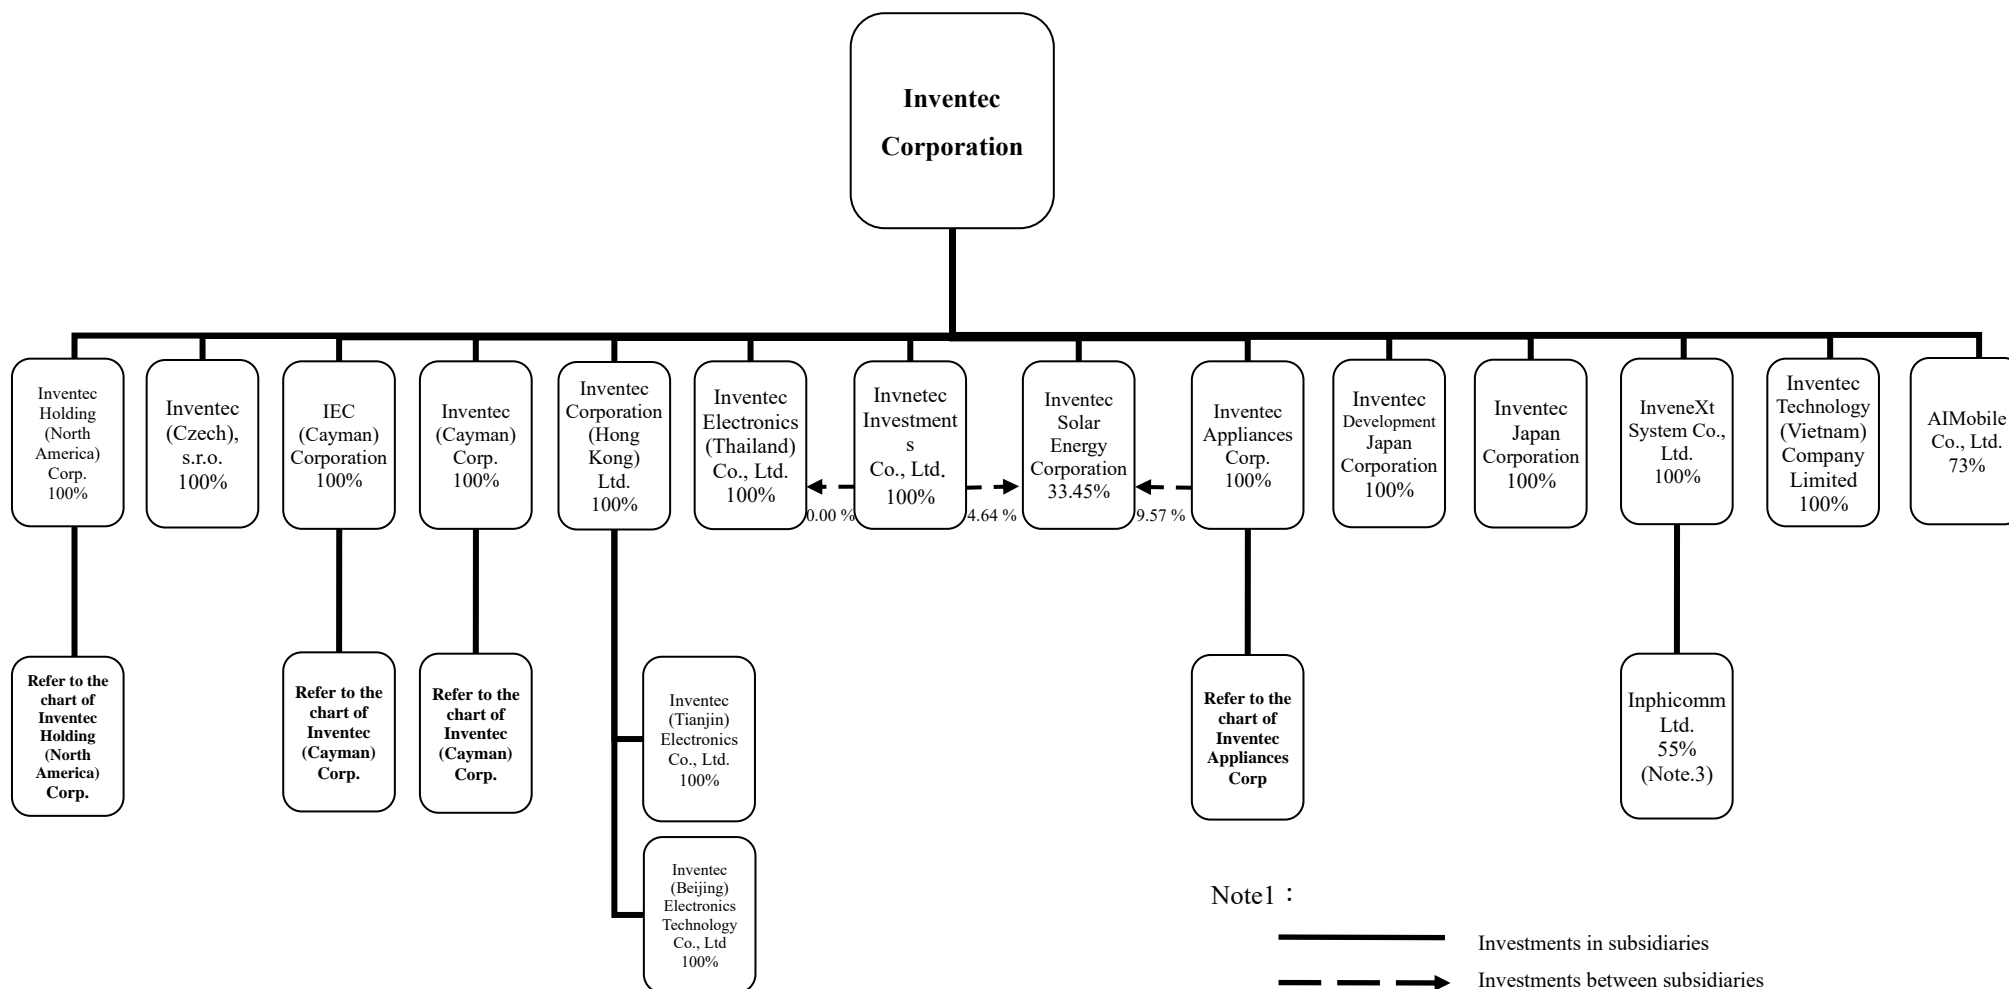 Inventec
Corporation
Inventec
Holding
(North
America)
Corp.
100%
Inventec
(Czech),
s.r.o.
100%
IEC
(Cayman)
Corporation
100%
Inventec
(Cayman)
Corp.
100%
Inventec
Corporation
(Hong
Kong)
Ltd.
100%
Inventec
Electronics
(Thailand)
Co., Ltd.
100%
0.00 %
Invnetec
Investment
s
Co., Ltd.
100%
4.64 %
Inventec
Solar
Energy
Corporation
33.45%
9.57 %
Inventec
Appliances
Corp.
100%
Inventec
Development
Japan
Corporation
100%
Inventec
Japan
Corporation
100%
InveneXt
System Co.,
Ltd.
100%
Inventec
Technology
(Vietnam)
Company
Limited
100%
AIMobile
Co., Ltd.
73%
Refer to the
chart of
Inventec
Holding
(North
America)
Corp.
Refer to the
chart of
Inventec
(Cayman)
Corp.
Refer to the
chart of
Inventec
(Cayman)
Corp.
Inventec
(Tianjin)
Electronics
Co., Ltd.
100%
Refer to the
chart of
Inventec
Appliances
Corp
Inphicomm
Ltd.
55%
(Note.3)
Inventec
(Beijing)
Electronics
Technology
Co., Ltd
100%
Note1：
Investments in subsidiaries
Investments between subsidiaries